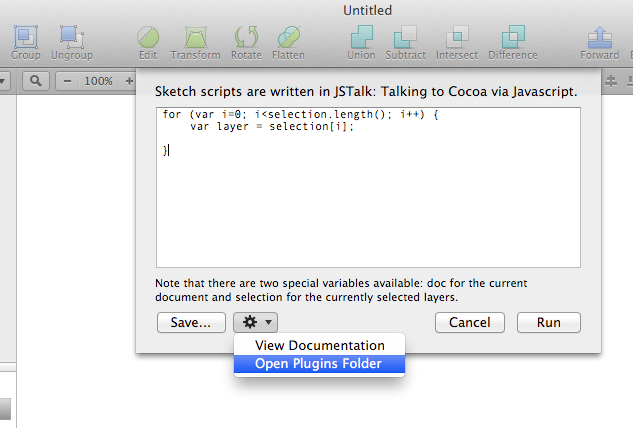 Untitled
Group Ungroup Edit Transform Rotate Flatten Union Subtract Intersect Difference Forward
100%
Sketch scripts are written in JSTalk: Talking to Cocoa via Javascript.
for (var i=0; i<selection.length(); i++) {
var layer = selection[i];
}
Note that there are two special variables available: doc for the current
document and selection for the currently selected layers.
Save... Cancel Run
View Documentation
Open Plugins Folder